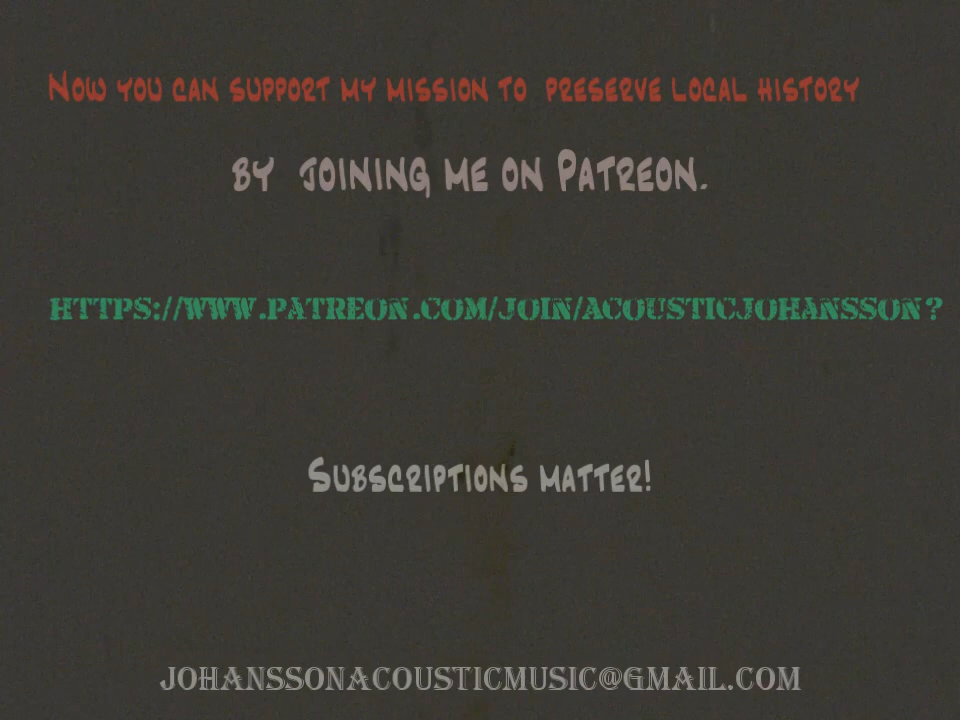 Now you can support my mission to preserve local history
by joining me on Patreon.
HTTPS://WWW.PATREON.COM/JOIN/ACOUSTICJOHANSSON?
Subscriptions matter!
JOHANSSONACOUSTICMUSIC@GMAIL.COM